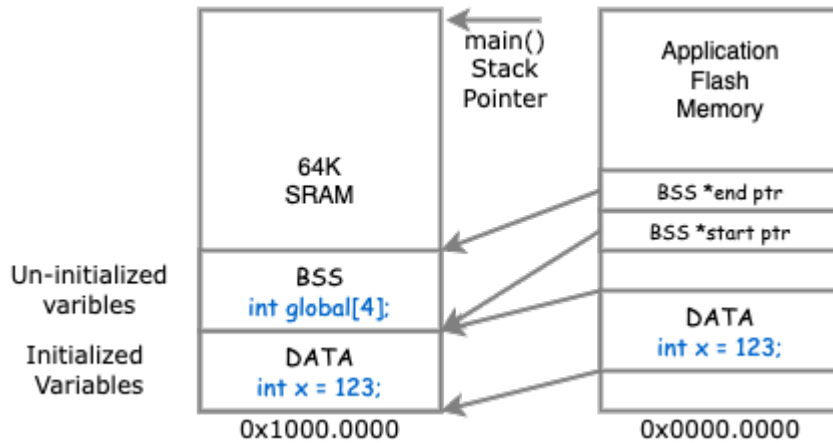 main()
Stack
Pointer
Application
Flash
Memory
64K
SRAM
BSS *end ptr
BSS *start ptr
Un-initialized
varibles
BSS
int global[4];
DATA
int x = 123;
Initialized
Variables
DATA
int x = 123;
0x1000.0000
0x0000.0000